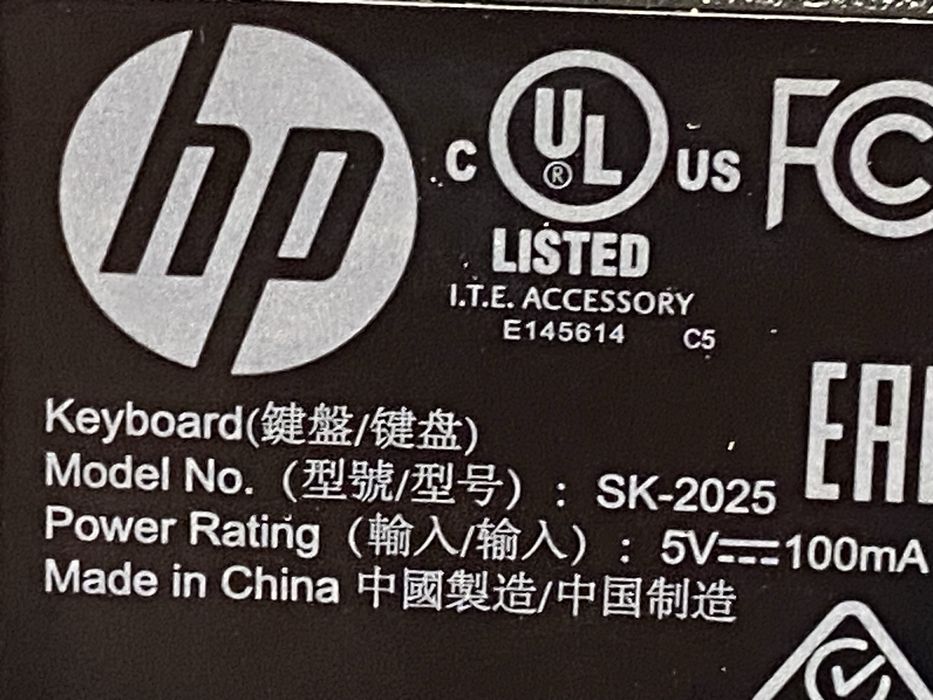 hp
C UL® US FC
LISTED
I.T.E. ACCESSORY
E145614 C5
EAC
Keyboard(鍵盤/键盘)
Model No.（型號/型号）: SK-2025
Power Rating（輸入/输入）: 5V⎓100mA
Made in China 中國製造/中国制造